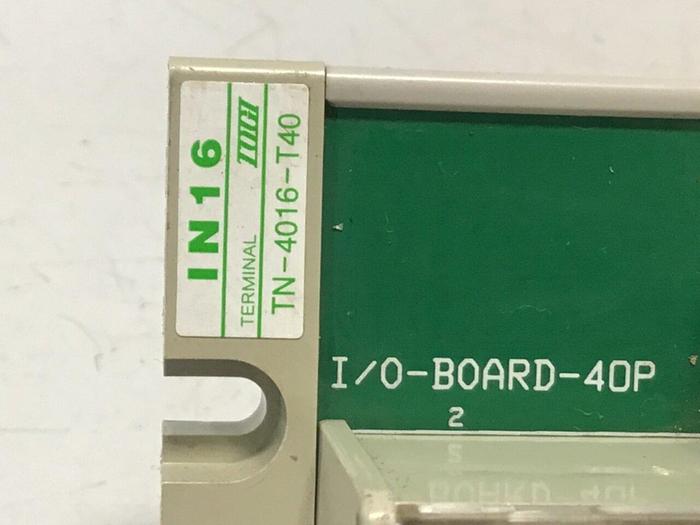 IN16
TERMINAL TOGI
TN-4016-T40
I/O-BOARD-40P
2